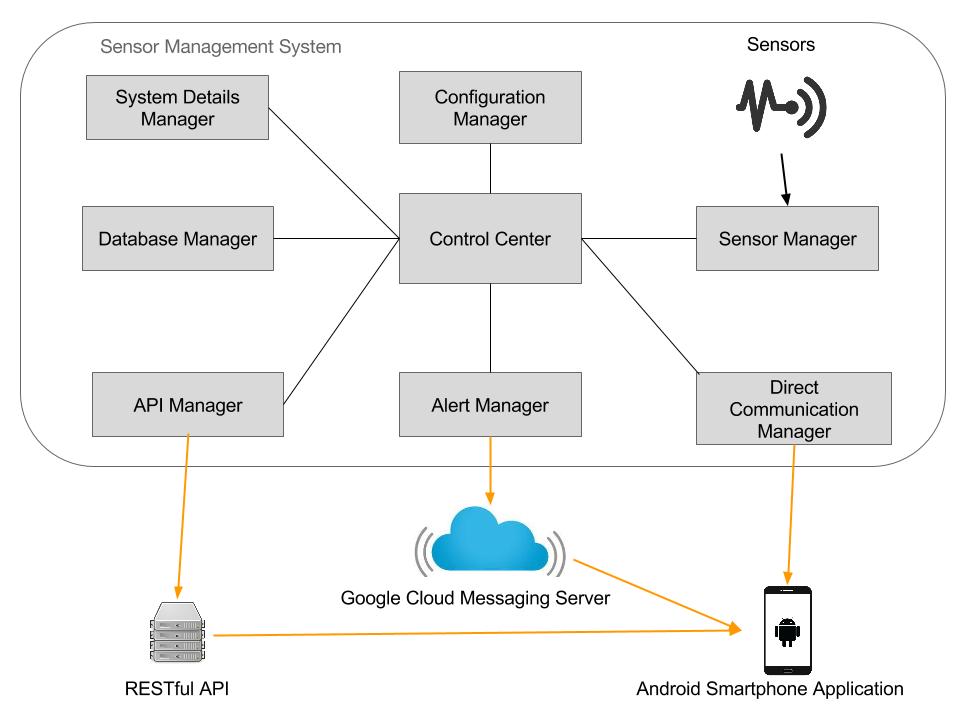 Sensor Management System
Sensors
System Details
Manager
Configuration
Manager
Database Manager
Control Center
Sensor Manager
API Manager
Alert Manager
Direct
Communication
Manager
Google Cloud Messaging Server
RESTful API
Android Smartphone Application